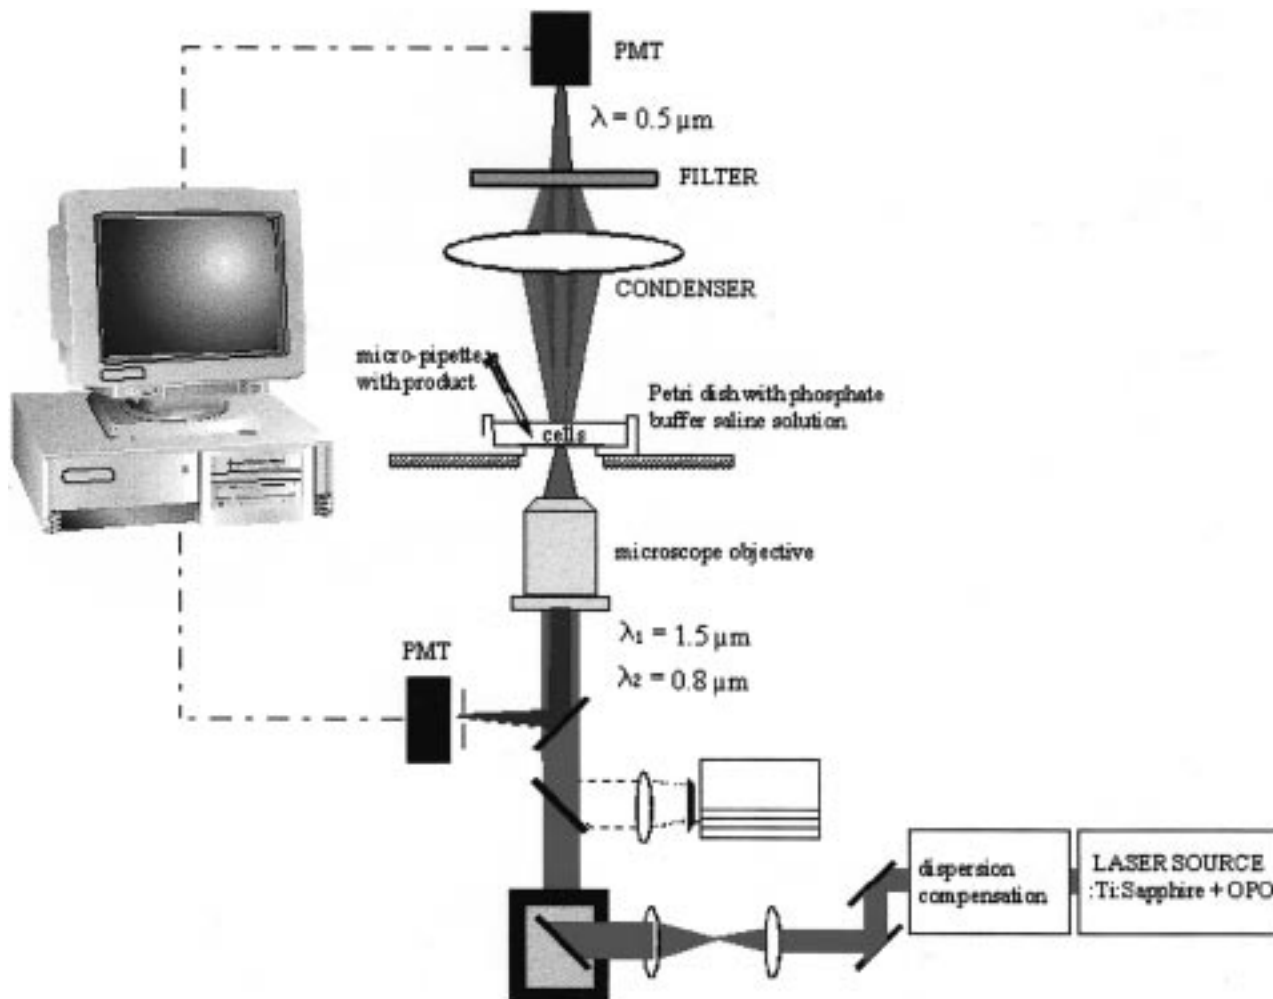 PMT
λ = 0.5 μm
FILTER
CONDENSER
micro-pipette
with product
Petri dish with phosphate
buffer saline solution
cells
microscope objective
λ1 = 1.5 μm
λ2 = 0.8 μm
PMT
dispersion
compensation
LASER SOURCE
:Ti:Sapphire + OPO